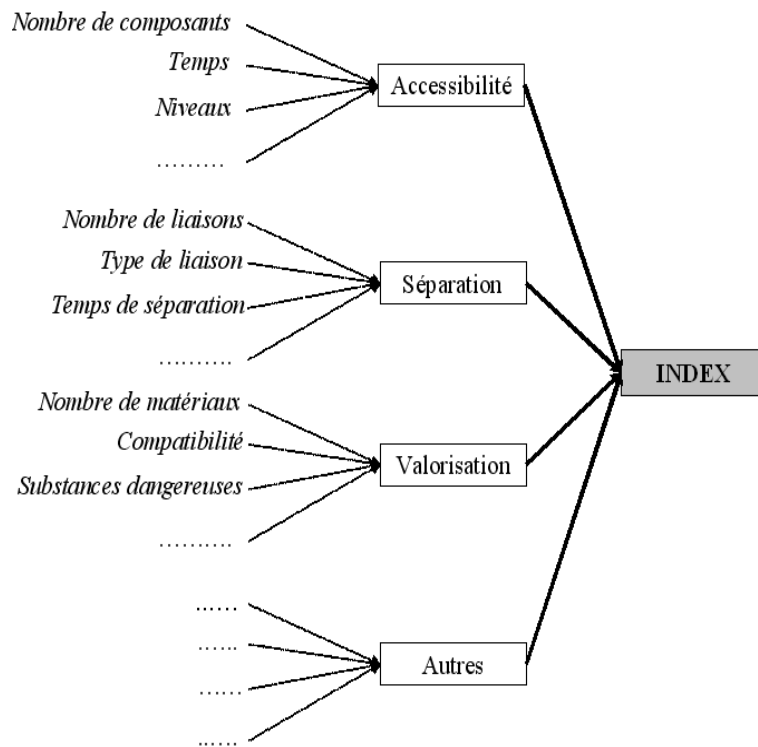 Nombre de composants
Temps
Niveaux
.........
Accessibilité
Nombre de liaisons
Type de liaison
Temps de séparation
..........
Séparation
INDEX
Nombre de matériaux
Compatibilité
Substances dangereuses
..........
Valorisation
......
......
......
......
Autres